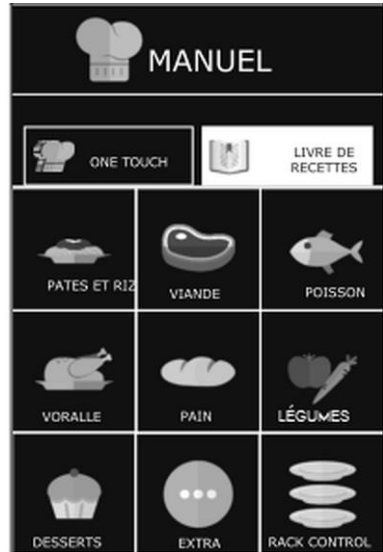 MANUEL
ONE TOUCH
LIVRE DE
RECETTES
PATES ET RIZ
VIANDE
POISSON
VORALLE
PAIN
LÉGUMES
DESSERTS
EXTRA
RACK CONTROL